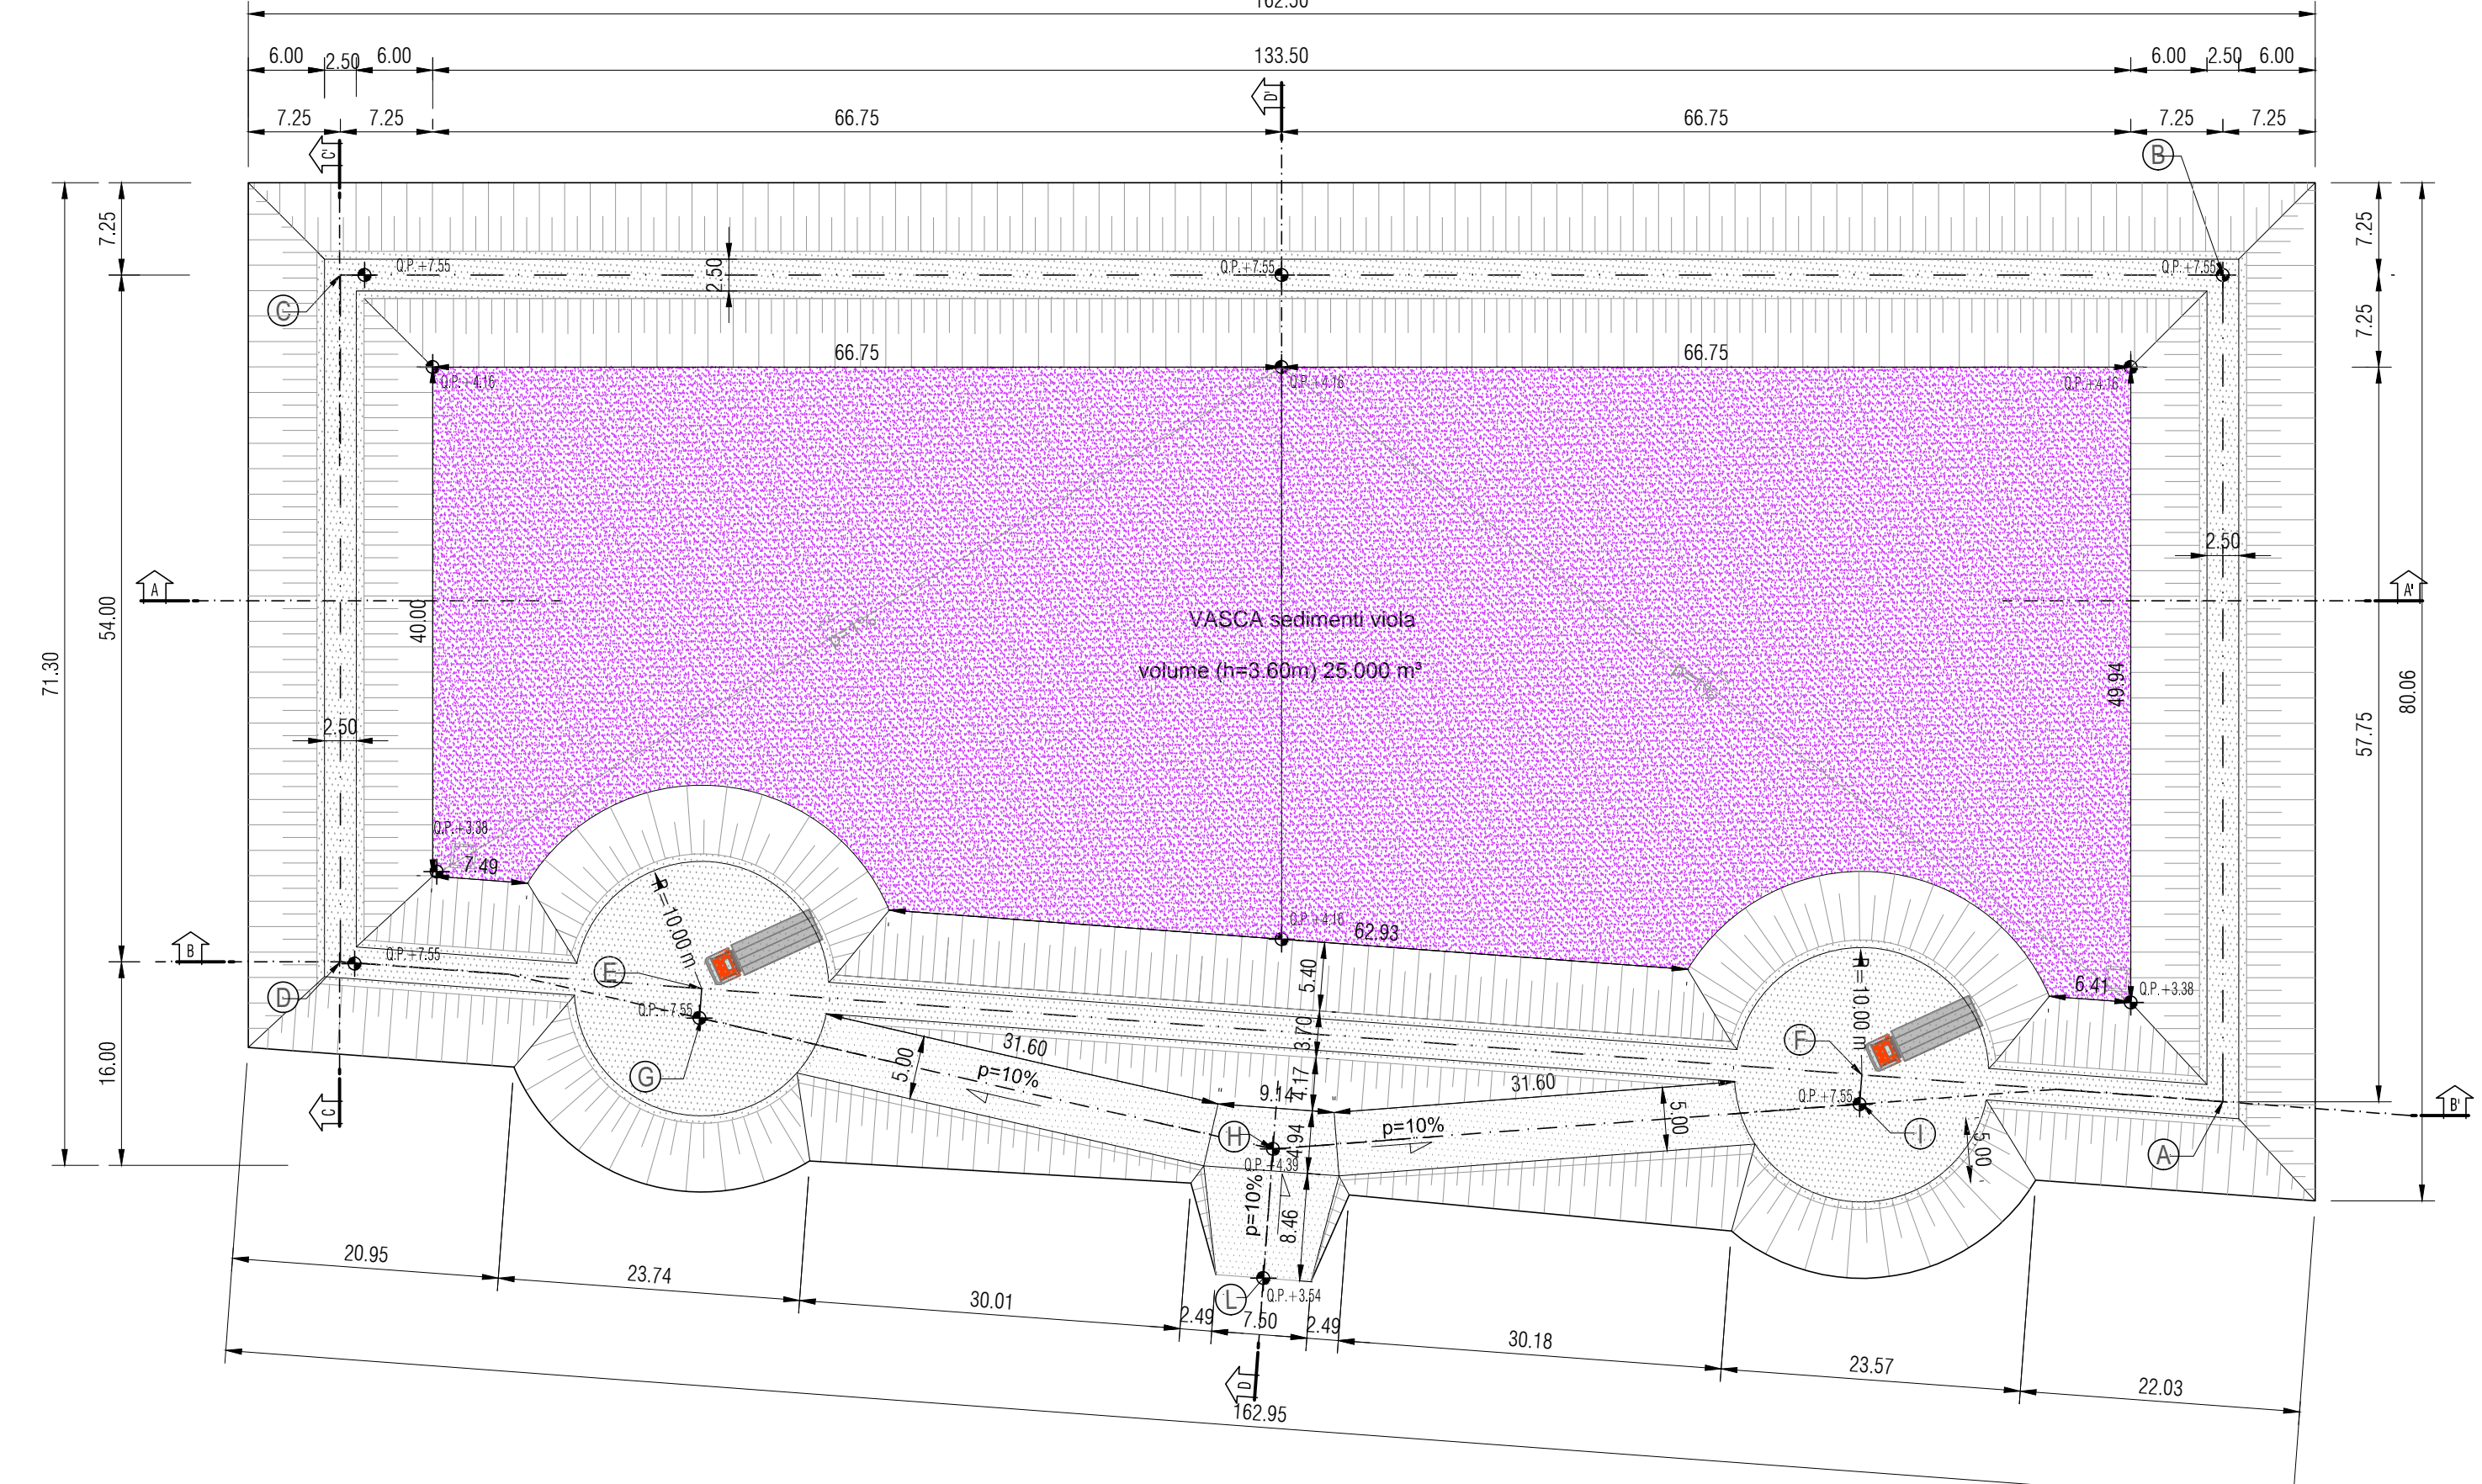 162.50
6.00 2.50 6.00 133.50 6.00 2.50 6.00
7.25 7.25 66.75 66.75 7.25 7.25
D'
C'
B
7.25
7.25
C
Q.P.+7.55
2.50
Q.P.+7.55
Q.P.+7.55
7.25
66.75
66.75
Q.P.+4.16
Q.P.+4.16
Q.P.+4.16
2.50
A
A'
54.00
40.00
VASCA sedimenti viola
p=1%
71.30
volume (h=3.60m) 25.000 m³
49.94
80.06
57.75
2.50
Q.P.+3.38
7.49
R=10.00 m
Q.P.+4.16
62.93
B
Q.P.+7.55
E
5.40
R=10.00 m
6.41
Q.P.+3.38
D
Q.P.+7.55
3.70
F
16.00
G
5.00
31.60
p=10%
4.17
9.14
31.60
Q.P.+7.55
B'
C
H
4.94
p=10%
5.00
I
5.00
A
Q.P.+4.39
p=10%
8.46
L
Q.P.+3.54
20.95
23.74
30.01
2.49
7.50
2.49
30.18
23.57
22.03
D
162.95